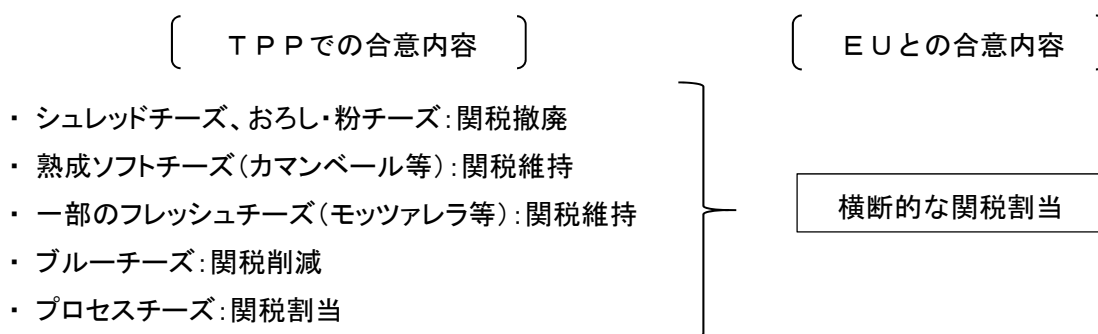 TPPでの合意内容
EUとの合意内容
・ シュレッドチーズ、おろし・粉チーズ：関税撤廃
・ 熟成ソフトチーズ（カマンベール等）：関税維持
・ 一部のフレッシュチーズ（モッツァレラ等）：関税維持
・ ブルーチーズ：関税削減
・ プロセスチーズ：関税割当
横断的な関税割当